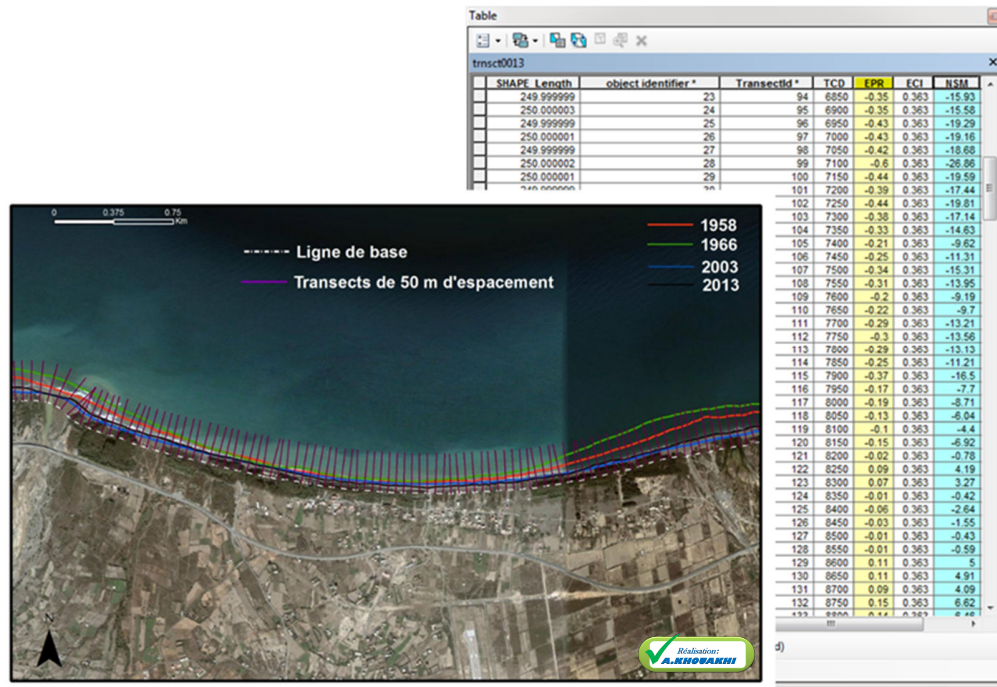 Table
trnsct0013
SHAPE_Length object identifier * TransectId * TCD EPR ECI NSM
249.999999 23 94 6850 -0.35 0.363 -15.93
250.000003 24 95 6900 -0.35 0.363 -15.58
249.999999 25 96 6950 -0.43 0.363 -19.29
250.000001 26 97 7000 -0.43 0.363 -19.16
249.999999 27 98 7050 -0.42 0.363 -18.68
250.000002 28 99 7100 -0.6 0.363 -26.86
250.000001 29 100 7150 -0.44 0.363 -19.59
101 7200 -0.39 0.363 -17.44
102 7250 -0.44 0.363 -19.81
103 7300 -0.38 0.363 -17.14
104 7350 -0.33 0.363 -14.63
105 7400 -0.21 0.363 -9.62
106 7450 -0.25 0.363 -11.31
107 7500 -0.34 0.363 -15.31
108 7550 -0.31 0.363 -13.95
109 7600 -0.2 0.363 -9.19
110 7650 -0.22 0.363 -9.7
111 7700 -0.29 0.363 -13.21
112 7750 -0.3 0.363 -13.56
113 7800 -0.29 0.363 -13.13
114 7850 -0.25 0.363 -11.21
115 7900 -0.37 0.363 -16.5
116 7950 -0.17 0.363 -7.7
117 8000 -0.19 0.363 -8.71
118 8050 -0.13 0.363 -6.04
119 8100 -0.1 0.363 -4.4
120 8150 -0.15 0.363 -6.92
121 8200 -0.02 0.363 -0.78
122 8250 0.09 0.363 4.19
123 8300 0.07 0.363 3.27
124 8350 -0.01 0.363 -0.42
125 8400 -0.06 0.363 -2.64
126 8450 -0.03 0.363 -1.55
127 8500 -0.01 0.363 -0.43
128 8550 -0.01 0.363 -0.59
129 8600 0.11 0.363 5
130 8650 0.11 0.363 4.91
131 8700 0.09 0.363 4.09
132 8750 0.15 0.363 6.62
d)
0 0.375 0.75
Km
Ligne de base
Transects de 50 m d'espacement
1958
1966
2003
2013
N
Réalisation:
A.KHOUAKHI